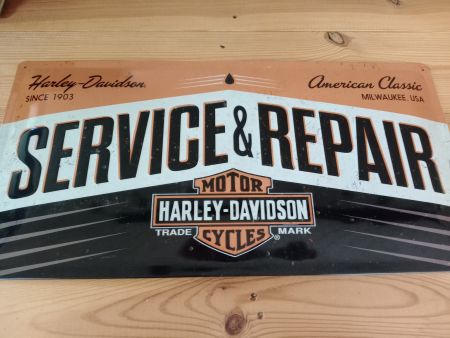 Harley-Davidson
SINCE 1903
American Classic
MILWAUKEE. USA
SERVICE & REPAIR
MOTOR
HARLEY-DAVIDSON
TRADE MARK
CYCLES ®